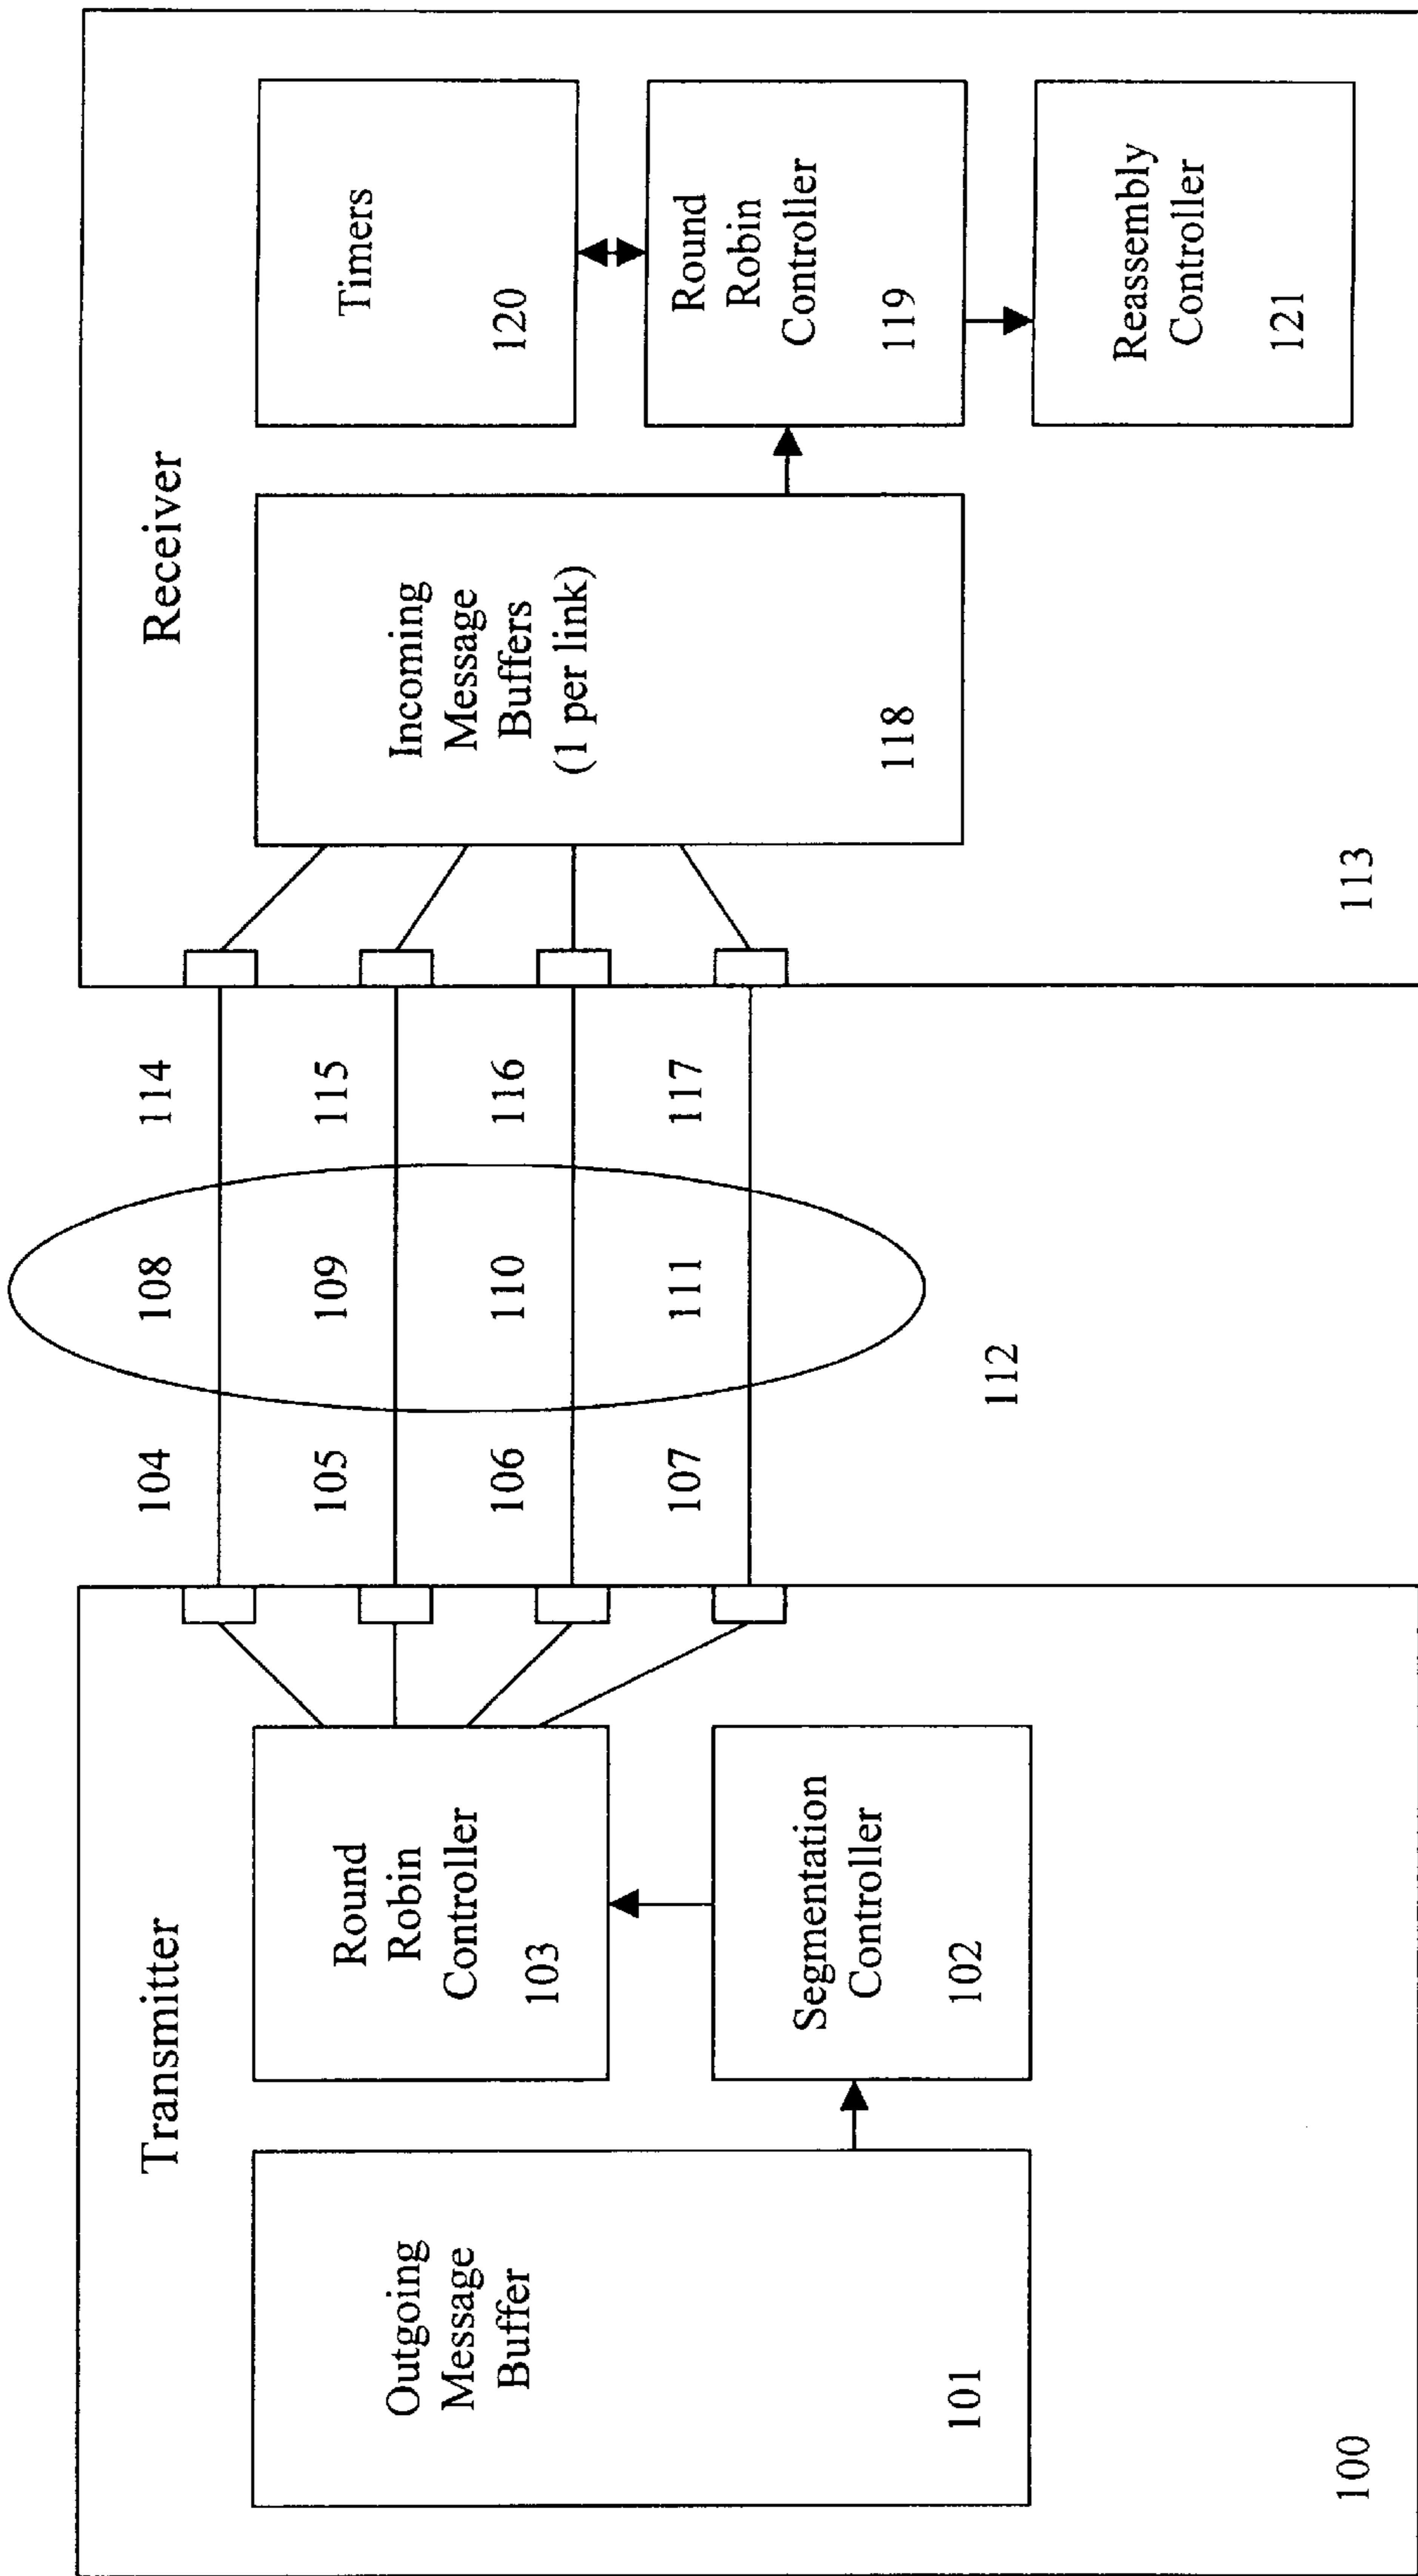 Transmitter
Outgoing
Message
Buffer
101
Round
Robin
Controller
103
Segmentation
Controller
102
100
104
105
106
107
108
109
110
111
112
114
115
116
117
Receiver
Incoming
Message
Buffers
(1 per link)
118
Timers
120
Round
Robin
Controller
119
Reassembly
Controller
121
113